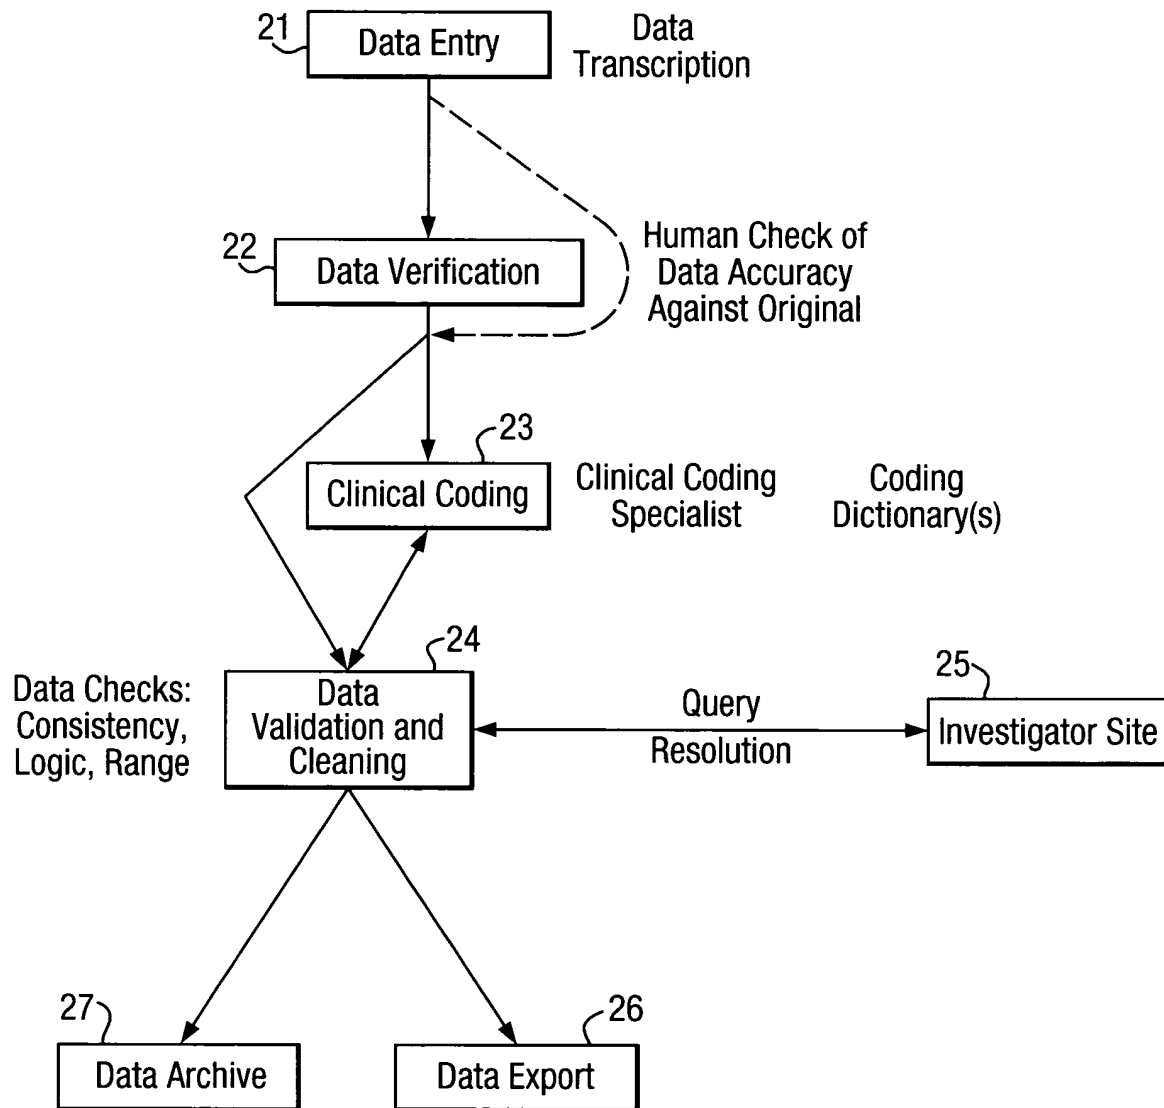 21
Data Entry
Data
Transcription
22
Data Verification
Human Check of
Data Accuracy
Against Original
23
Clinical Coding
Clinical Coding
Specialist
Coding
Dictionary(s)
24
Data
Validation and
Cleaning
Data Checks:
Consistency,
Logic, Range
Query
Resolution
25
Investigator Site
27
Data Archive
26
Data Export